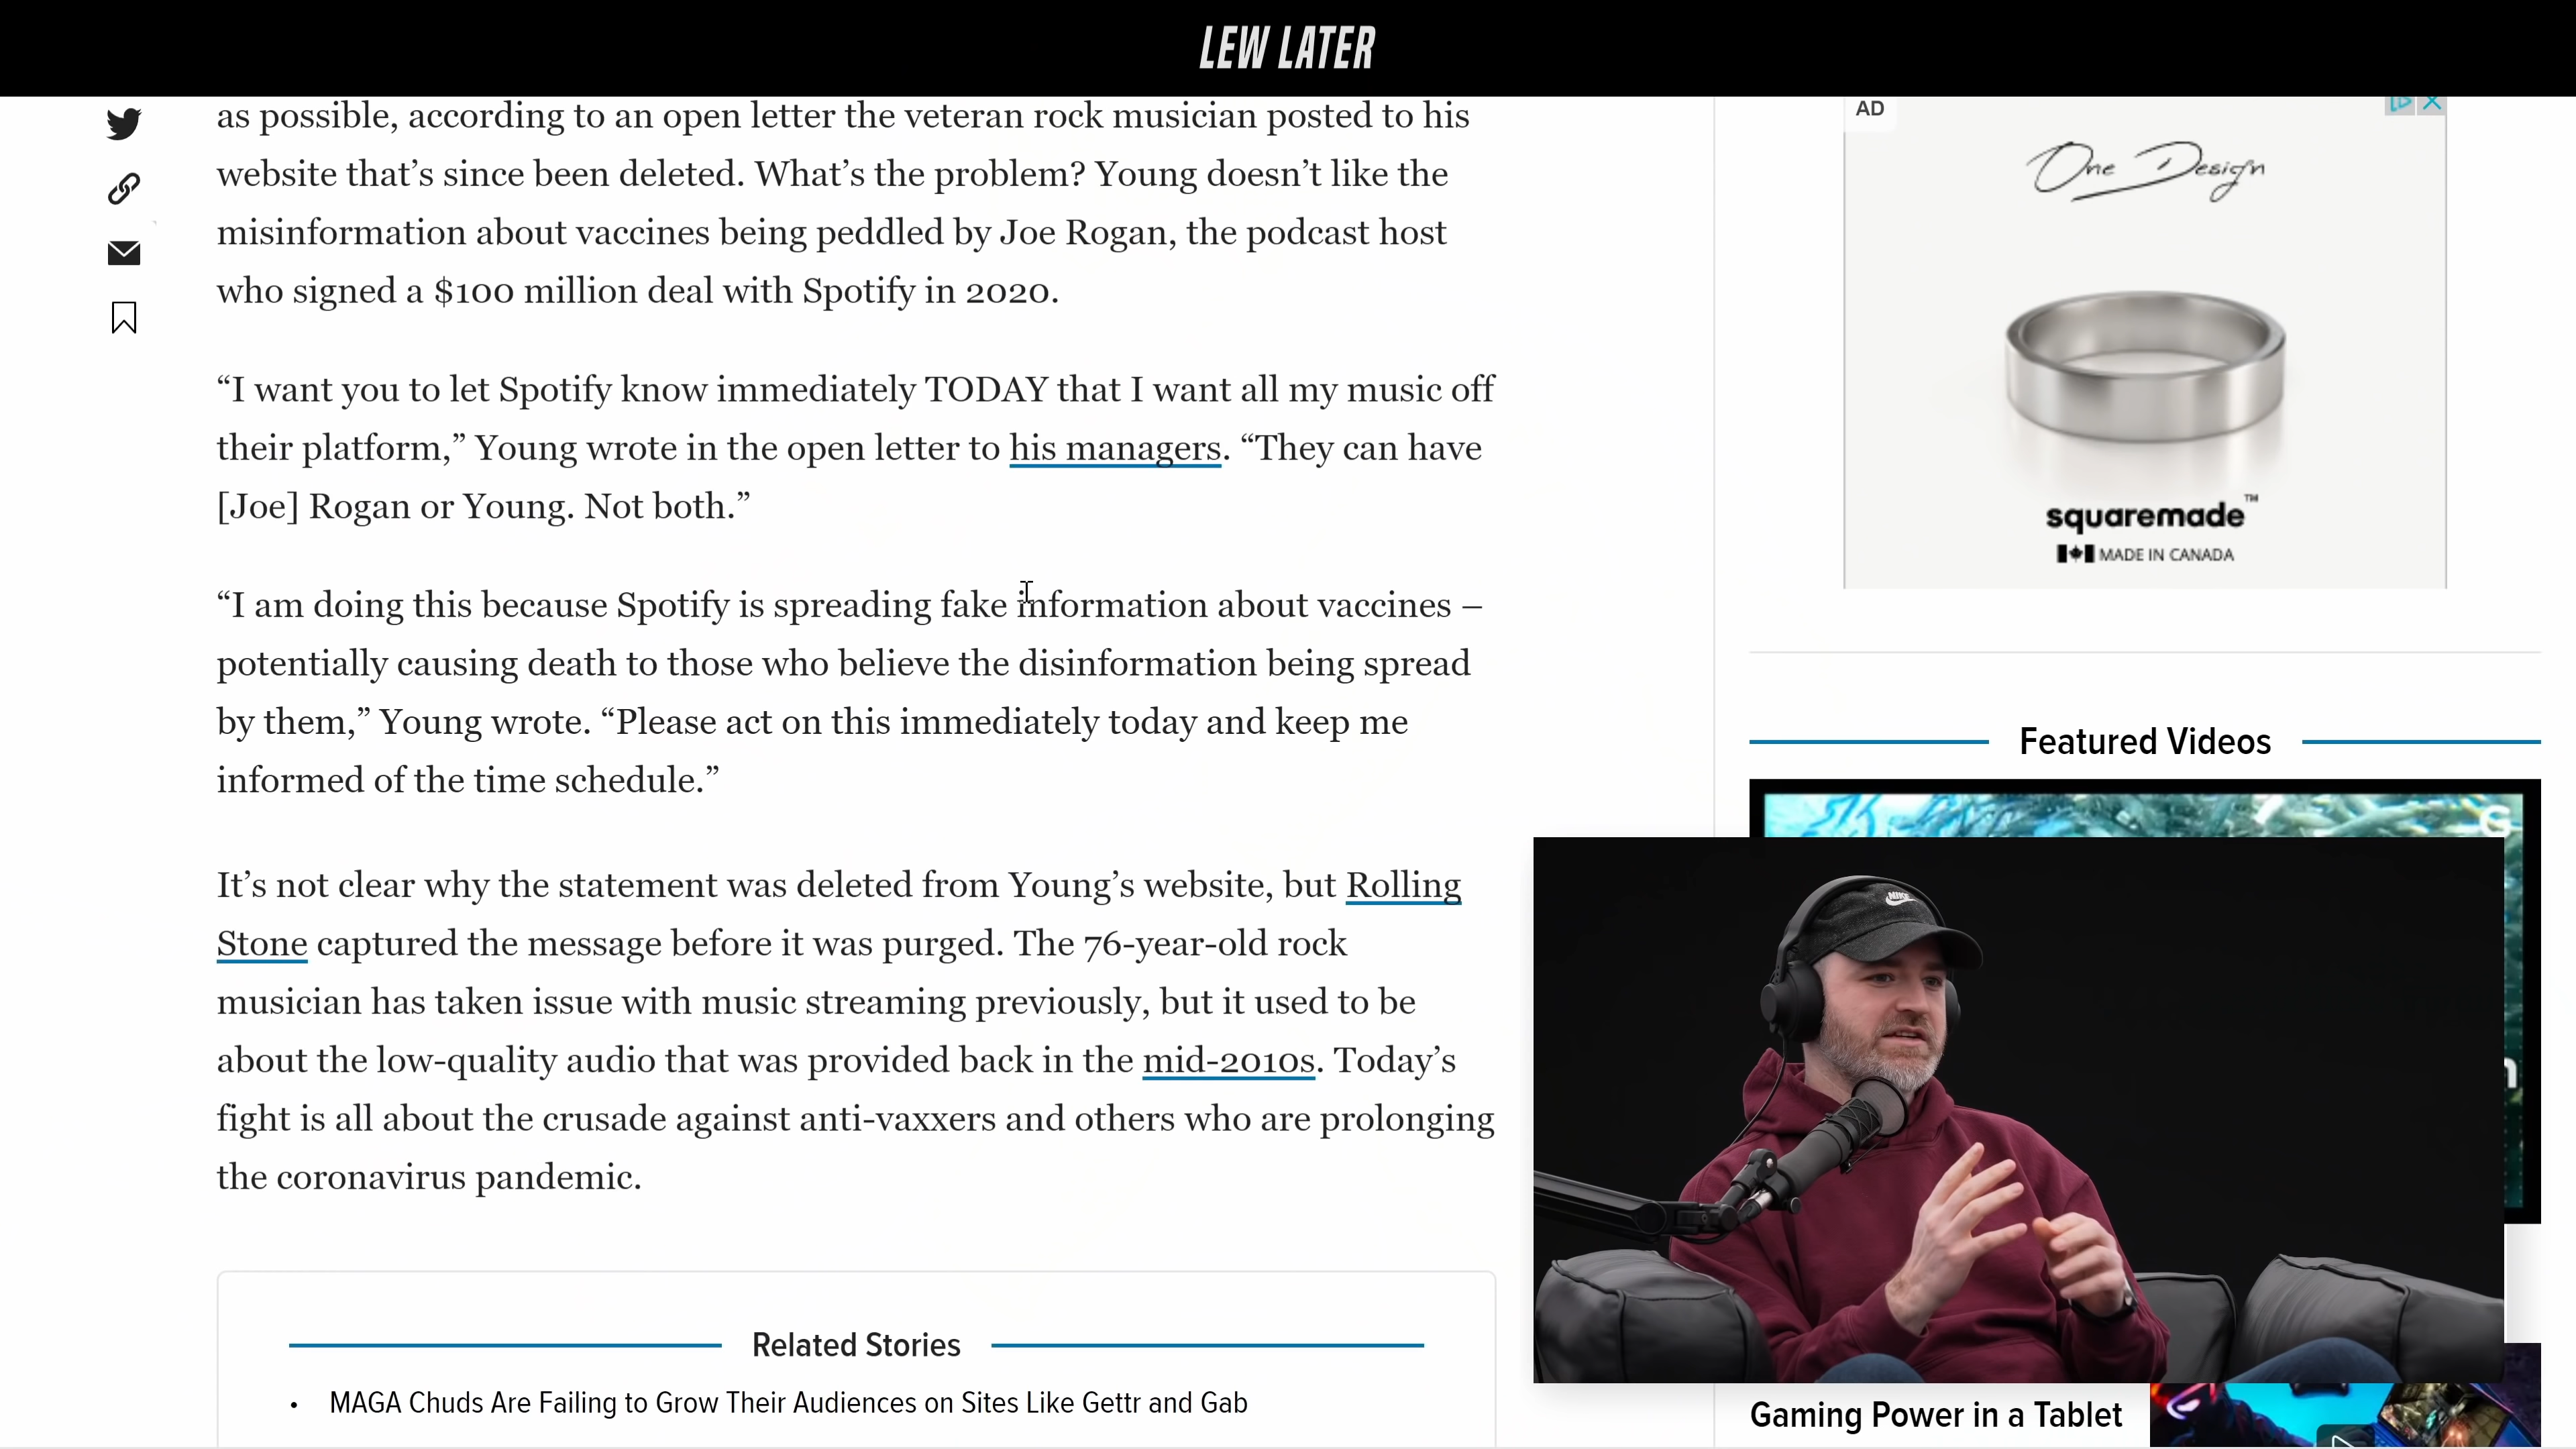 LEW LATER
as possible, according to an open letter the veteran rock musician posted to his
website that’s since been deleted. What’s the problem? Young doesn’t like the
misinformation about vaccines being peddled by Joe Rogan, the podcast host
who signed a $100 million deal with Spotify in 2020.
“I want you to let Spotify know immediately TODAY that I want all my music off
their platform,” Young wrote in the open letter to his managers. “They can have
[Joe] Rogan or Young. Not both.”
“I am doing this because Spotify is spreading fake information about vaccines –
potentially causing death to those who believe the disinformation being spread
by them,” Young wrote. “Please act on this immediately today and keep me
informed of the time schedule.”
It’s not clear why the statement was deleted from Young’s website, but Rolling
Stone captured the message before it was purged. The 76-year-old rock
musician has taken issue with music streaming previously, but it used to be
about the low-quality audio that was provided back in the mid-2010s. Today’s
fight is all about the crusade against anti-vaxxers and others who are prolonging
the coronavirus pandemic.
Related Stories
• MAGA Chuds Are Failing to Grow Their Audiences on Sites Like Gettr and Gab
AD
One Design
squaremade™
MADE IN CANADA
Featured Videos
G
NIKE
Gaming Power in a Tablet